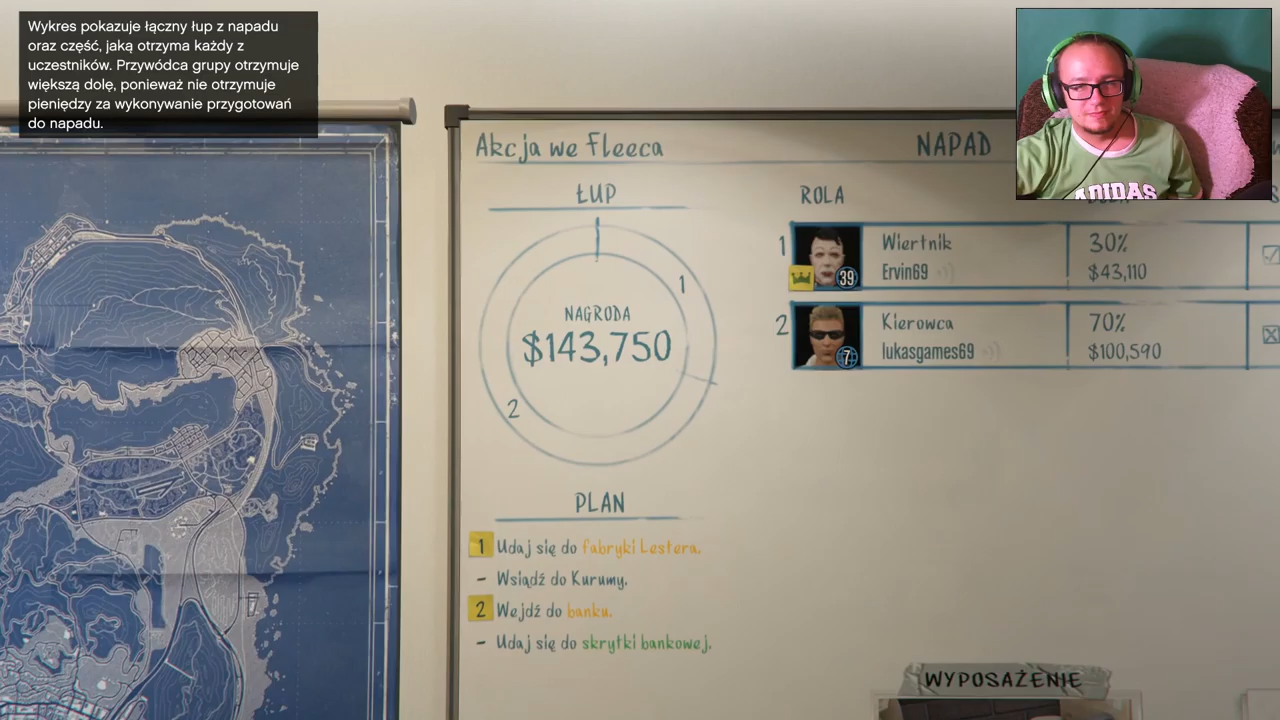 Wykres pokazuje łączny łup z napadu
oraz część, jaką otrzyma każdy z
uczestników. Przywódca grupy otrzymuje
większą dolę, ponieważ nie otrzymuje
pieniędzy za wykonywanie przygotowań
do napadu.
Akcja we Fleeca
NAPAD
ŁUP
ROLA
1
NAGRODA
$143,750
2
1
39
Wiertnik
Ervin69
30%
$43,110
2
7
Kierowca
lukasgames69
70%
$100,590
PLAN
1 Udaj się do fabryki Lestera.
- Wsiądź do Kurumy.
2 Wejdź do banku.
- Udaj się do skrytki bankowej.
WYPOSAŻENIE
ADIDAS